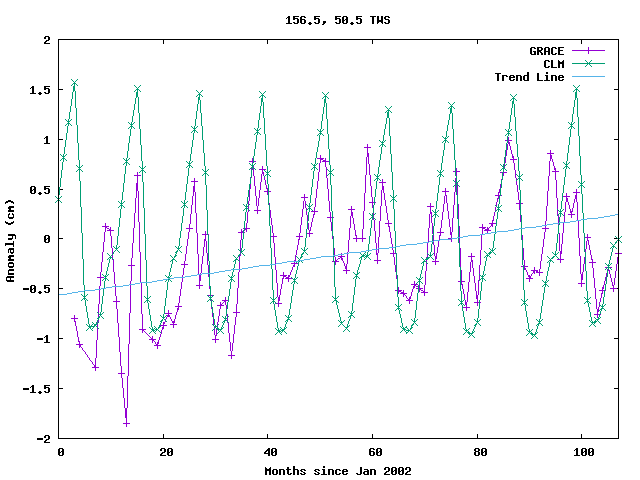 156.5, 50.5 TWS
GRACE
CLM
Trend Line
2
1.5
1
0.5
0
-0.5
-1
-1.5
-2
Anomaly (cm)
0 20 40 60 80 100
Months since Jan 2002